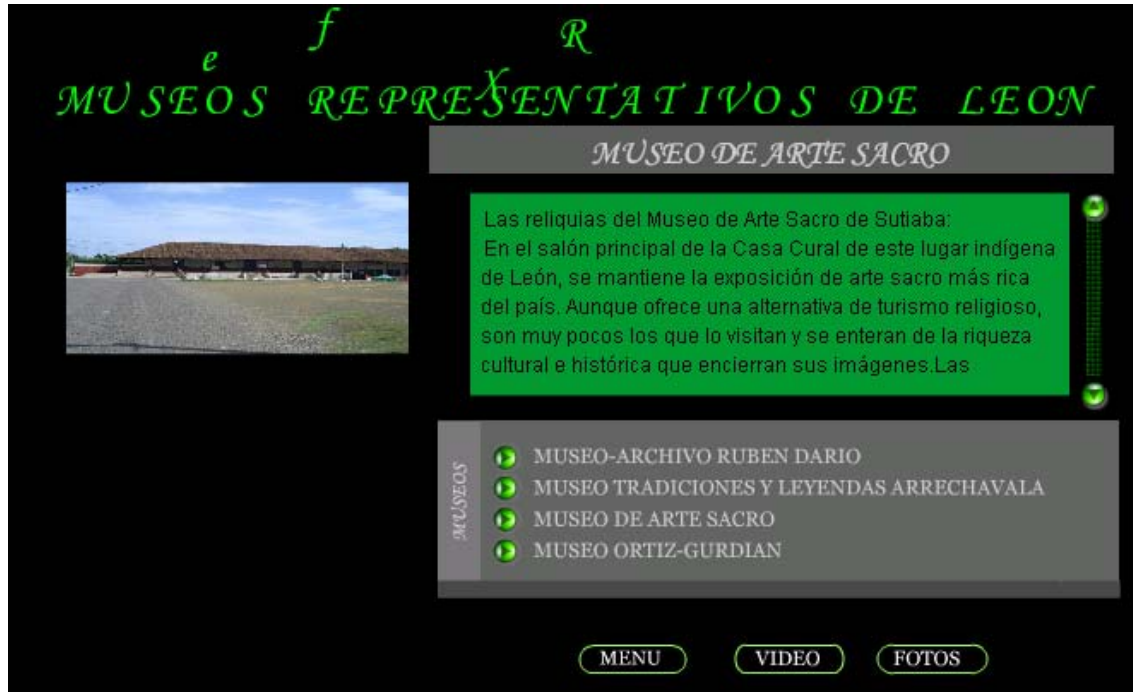 f R
e x
MUSEOS REPRESENTATIVOS DE LEON
MUSEO DE ARTE SACRO
Las reliquias del Museo de Arte Sacro de Sutiaba:
En el salón principal de la Casa Cural de este lugar indígena
de León, se mantiene la exposición de arte sacro más rica
del país. Aunque ofrece una alternativa de turismo religioso,
son muy pocos los que lo visitan y se enteran de la riqueza
cultural e histórica que encierran sus imágenes.Las
MUSEOS
MUSEO-ARCHIVO RUBEN DARIO
MUSEO TRADICIONES Y LEYENDAS ARRECHAVALA
MUSEO DE ARTE SACRO
MUSEO ORTIZ-GURDIAN
MENU VIDEO FOTOS